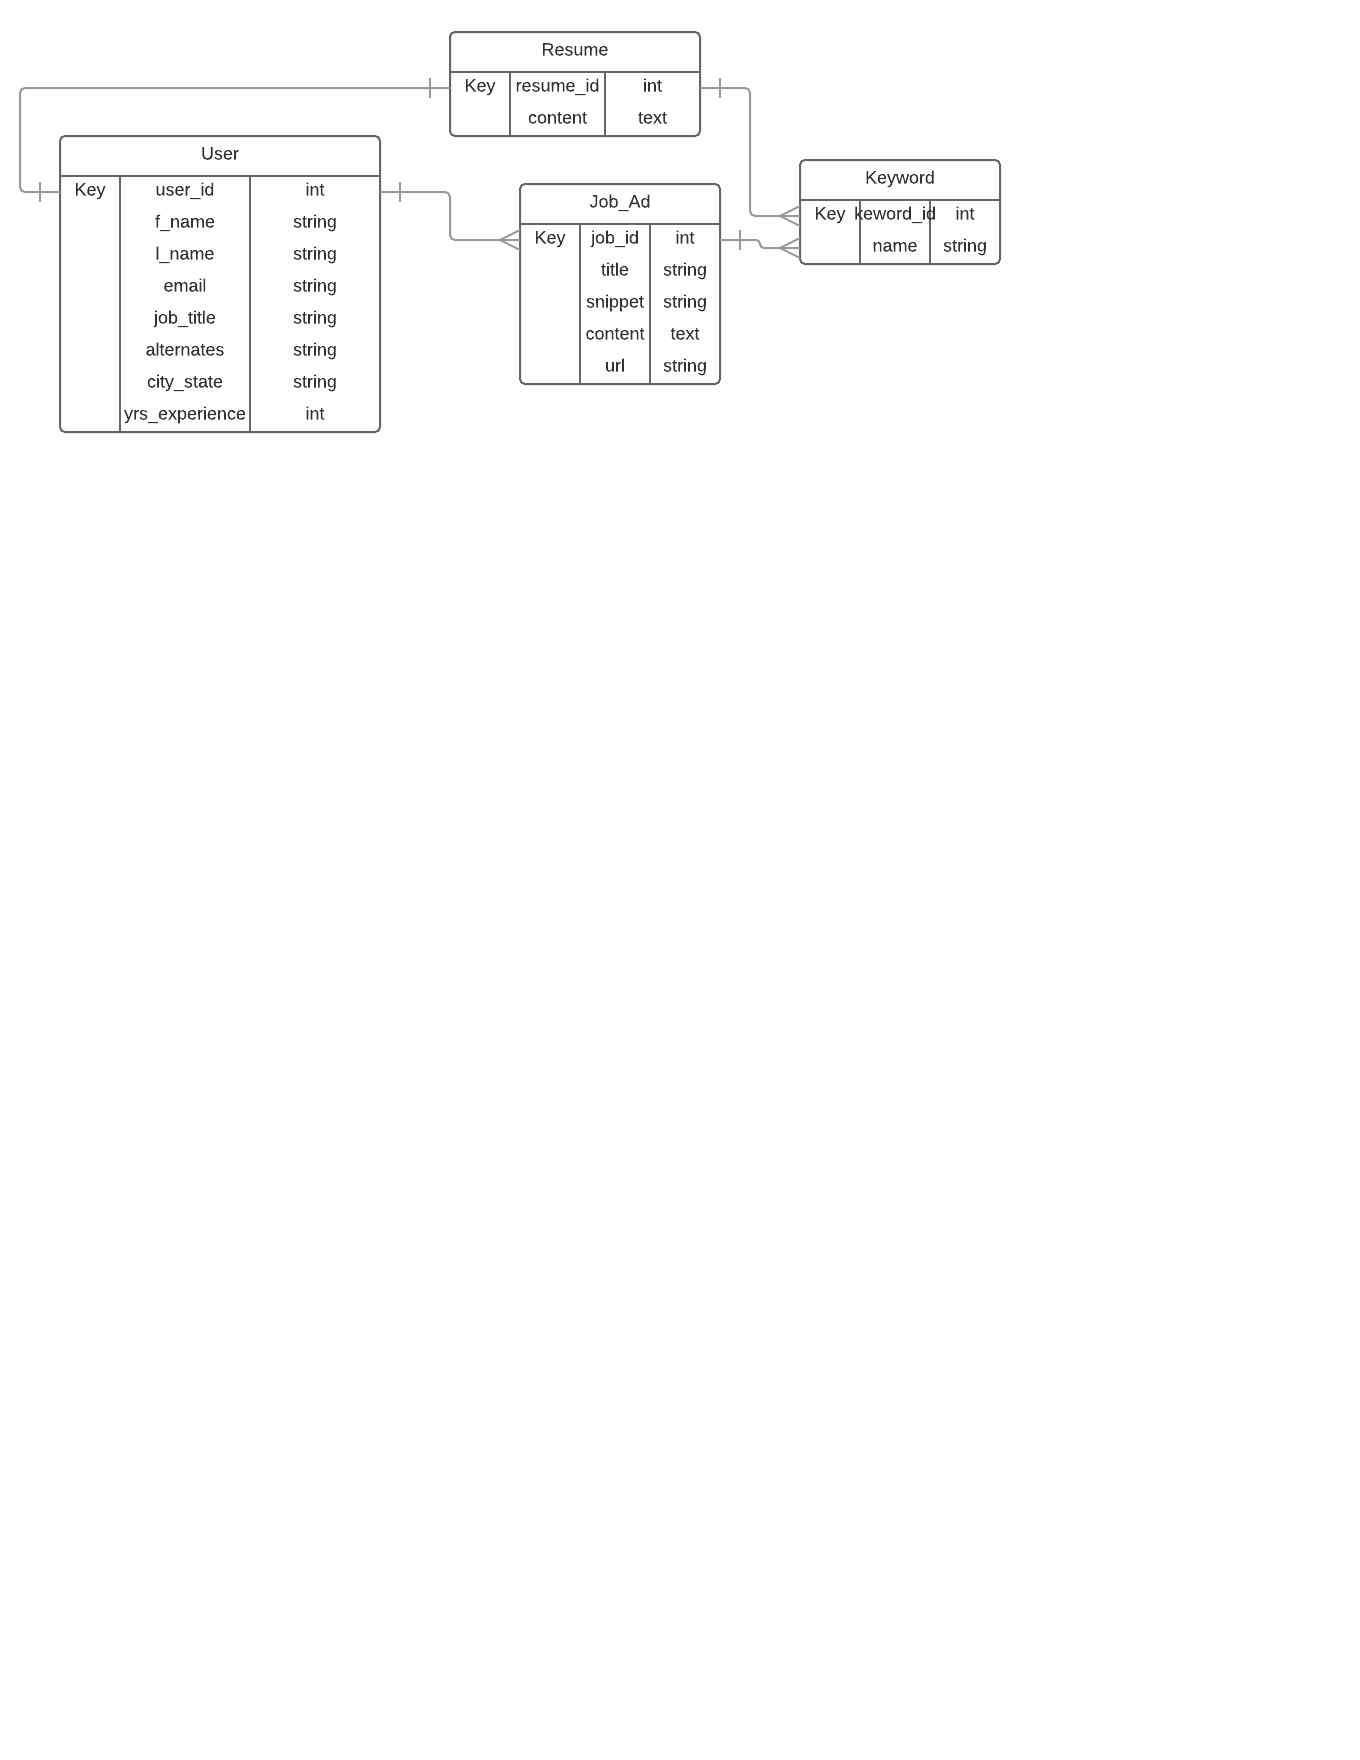 Resume
Key resume_id int
content text
User
Key user_id int
f_name string
l_name string
email string
job_title string
alternates string
city_state string
yrs_experience int
Job_Ad
Key job_id int
title string
snippet string
content text
url string
Keyword
Key keword_id int
name string